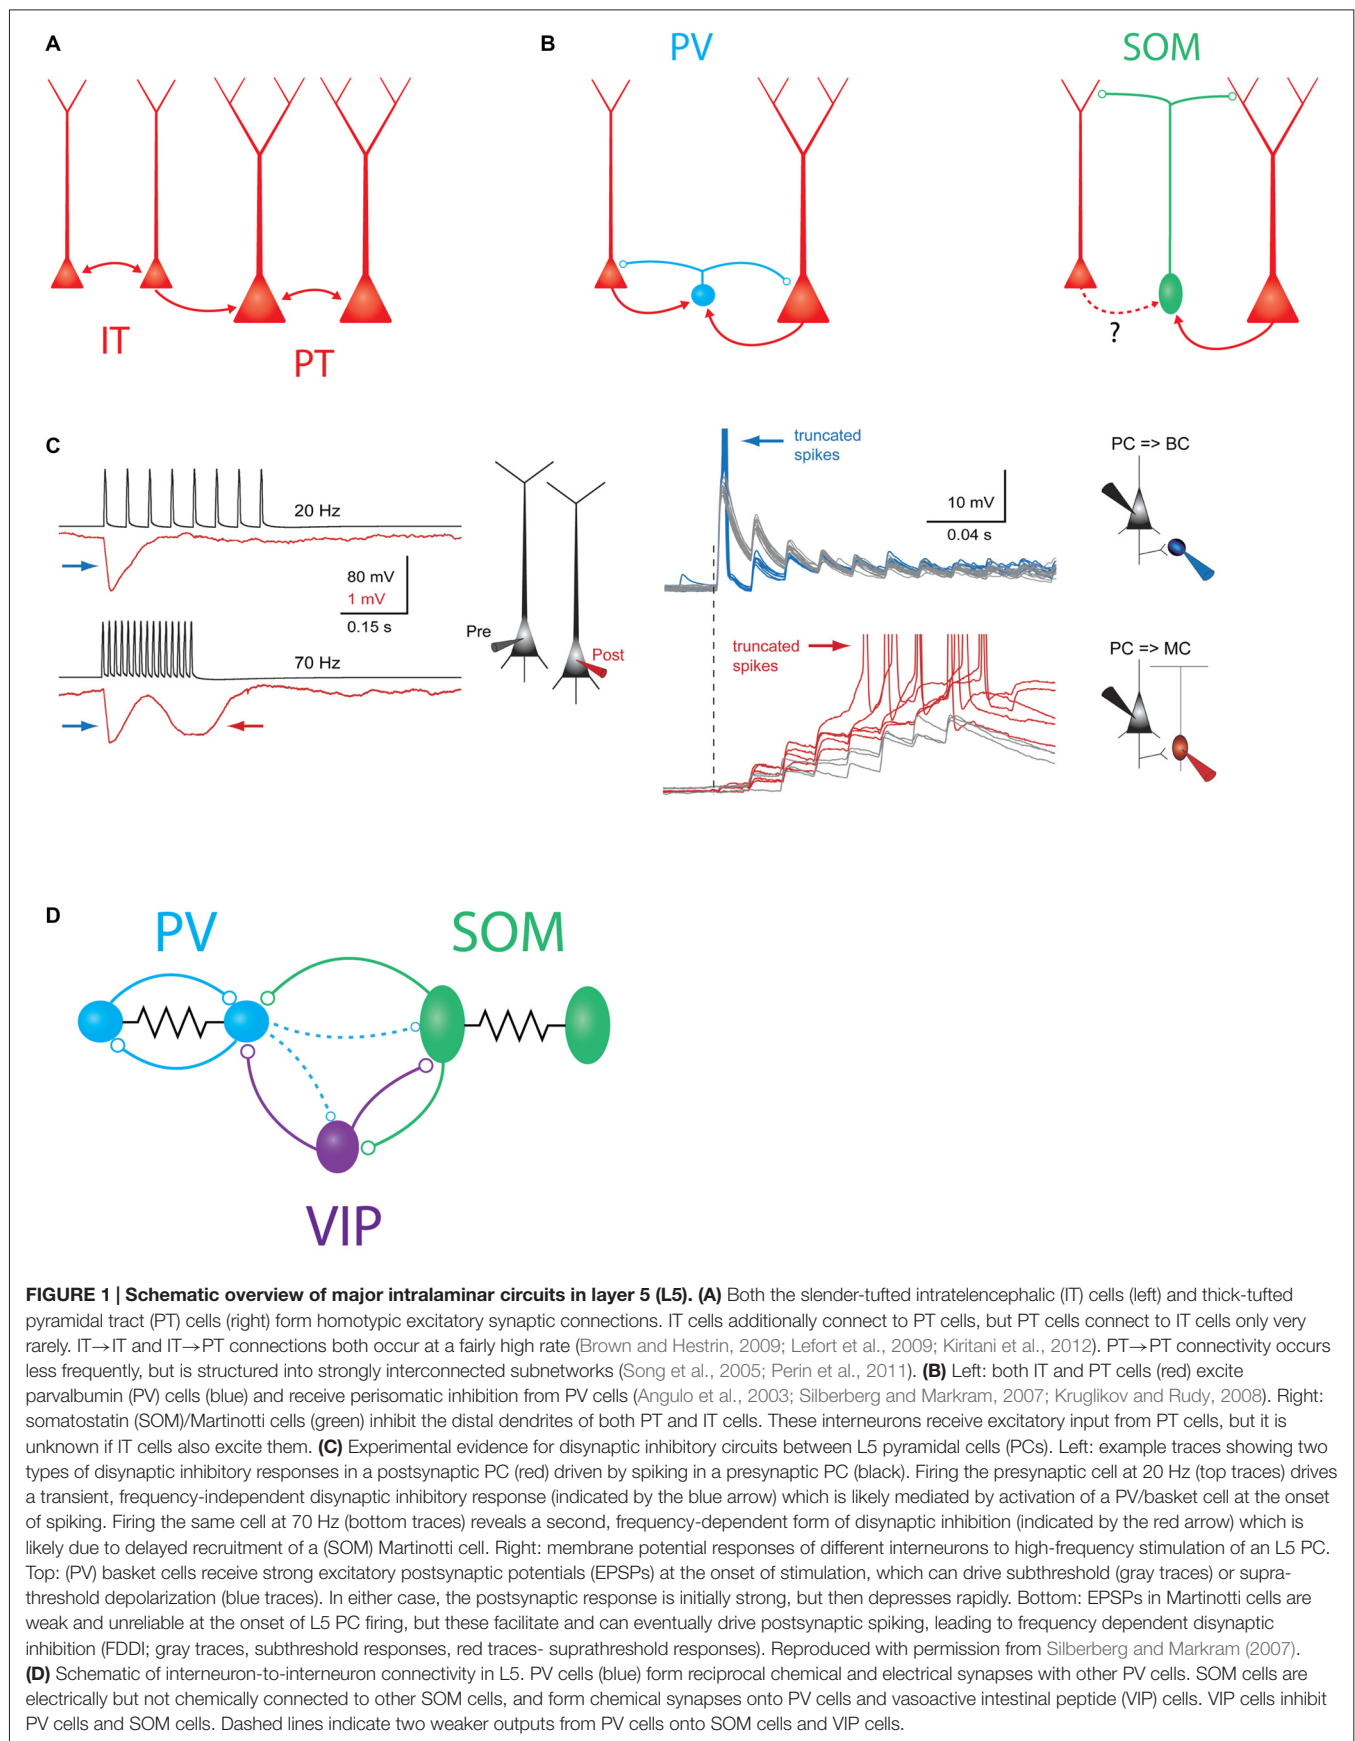 A
B
PV
SOM
IT
PT
?
C
20 Hz
80 mV
1 mV
0.15 s
70 Hz
Pre
Post
truncated
spikes
10 mV
0.04 s
PC => BC
truncated
spikes
PC => MC
D
PV
SOM
VIP
FIGURE 1 | Schematic overview of major intralaminar circuits in layer 5 (L5). (A) Both the slender-tufted intratelencephalic (IT) cells (left) and thick-tufted
pyramidal tract (PT) cells (right) form homotypic excitatory synaptic connections. IT cells additionally connect to PT cells, but PT cells connect to IT cells only very
rarely. IT→IT and IT→PT connections both occur at a fairly high rate (Brown and Hestrin, 2009; Lefort et al., 2009; Kiritani et al., 2012). PT→PT connectivity occurs
less frequently, but is structured into strongly interconnected subnetworks (Song et al., 2005; Perin et al., 2011). (B) Left: both IT and PT cells (red) excite
parvalbumin (PV) cells (blue) and receive perisomatic inhibition from PV cells (Angulo et al., 2003; Silberberg and Markram, 2007; Kruglikov and Rudy, 2008). Right:
somatostatin (SOM)/Martinotti cells (green) inhibit the distal dendrites of both PT and IT cells. These interneurons receive excitatory input from PT cells, but it is
unknown if IT cells also excite them. (C) Experimental evidence for disynaptic inhibitory circuits between L5 pyramidal cells (PCs). Left: example traces showing two
types of disynaptic inhibitory responses in a postsynaptic PC (red) driven by spiking in a presynaptic PC (black). Firing the presynaptic cell at 20 Hz (top traces) drives
a transient, frequency-independent disynaptic inhibitory response (indicated by the blue arrow) which is likely mediated by activation of a PV/basket cell at the onset
of spiking. Firing the same cell at 70 Hz (bottom traces) reveals a second, frequency-dependent form of disynaptic inhibition (indicated by the red arrow) which is
likely due to delayed recruitment of a (SOM) Martinotti cell. Right: membrane potential responses of different interneurons to high-frequency stimulation of an L5 PC.
Top: (PV) basket cells receive strong excitatory postsynaptic potentials (EPSPs) at the onset of stimulation, which can drive subthreshold (gray traces) or supra-
threshold depolarization (blue traces). In either case, the postsynaptic response is initially strong, but then depresses rapidly. Bottom: EPSPs in Martinotti cells are
weak and unreliable at the onset of L5 PC firing, but these facilitate and can eventually drive postsynaptic spiking, leading to frequency dependent disynaptic
inhibition (FDDI; gray traces, subthreshold responses, red traces- suprathreshold responses). Reproduced with permission from Silberberg and Markram (2007).
(D) Schematic of interneuron-to-interneuron connectivity in L5. PV cells (blue) form reciprocal chemical and electrical synapses with other PV cells. SOM cells are
electrically but not chemically connected to other SOM cells, and form chemical synapses onto PV cells and vasoactive intestinal peptide (VIP) cells. VIP cells inhibit
PV cells and SOM cells. Dashed lines indicate two weaker outputs from PV cells onto SOM cells and VIP cells.